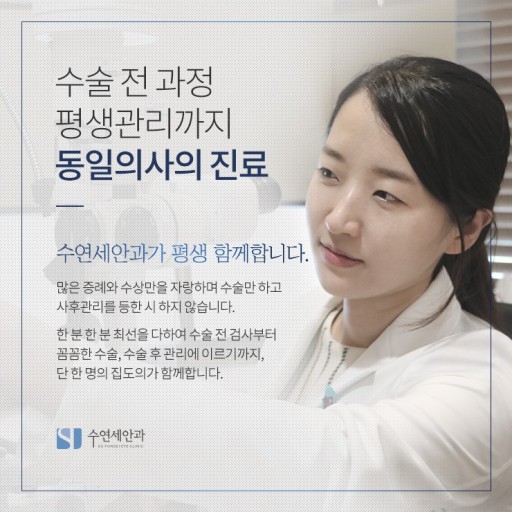 수술 전 과정
평생관리까지
동일의사의 진료
수연세안과가 평생 함께합니다.
많은 증례와 수상만을 자랑하며 수술만 하고
사후관리를 등한 시 하지 않습니다.
한 분 한 분 최선을 다하여 수술 전 검사부터
꼼꼼한 수술, 수술 후 관리에 이르기까지,
단 한 명의 집도의가 함께합니다.
수연세안과